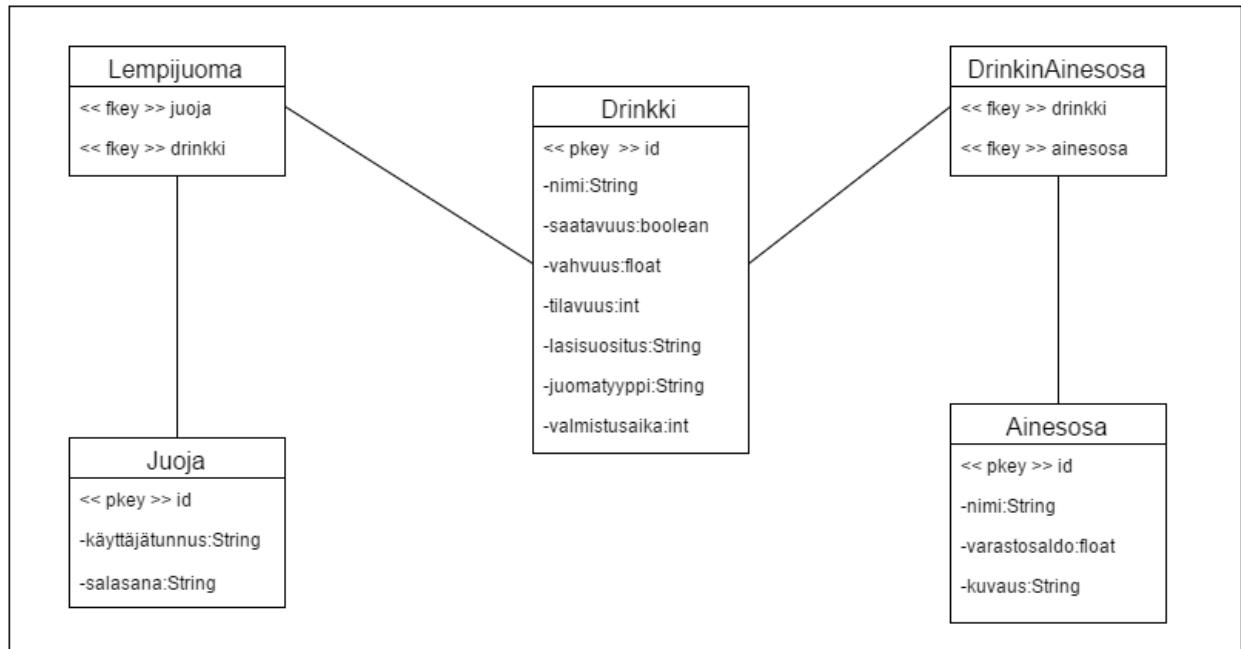 Lempijuoma
<< fkey >> juoja
<< fkey >> drinkki
Juoja
<< pkey >> id
-käyttäjätunnus:String
-salasana:String
Drinkki
<< pkey  >> id
-nimi:String
-saatavuus:boolean
-vahvuus:float
-tilavuus:int
-lasisuositus:String
-juomatyyppi:String
-valmistusaika:int
DrinkinAinesosa
<< fkey >> drinkki
<< fkey >> ainesosa
Ainesosa
<< pkey >> id
-nimi:String
-varastosaldo:float
-kuvaus:String